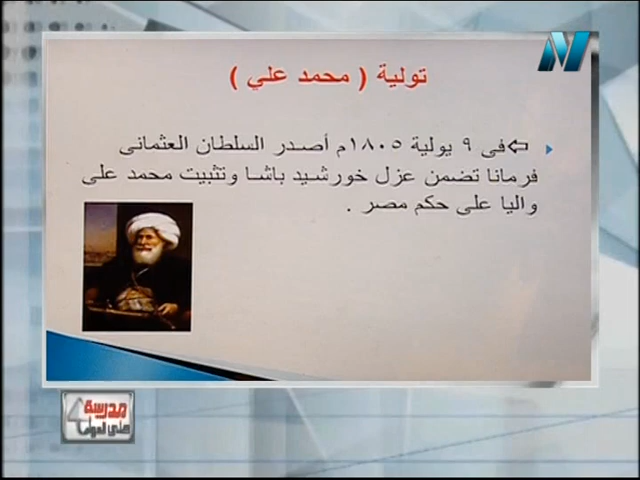 تولية ( محمد علي )
⇦فى ٩ يولية ١٨٠٥م أصدر السلطان العثمانى
فرمانا تضمن عزل خورشيد باشا وتثبيت محمد على
واليا على حكم مصر .
مدرسة
على الهواء